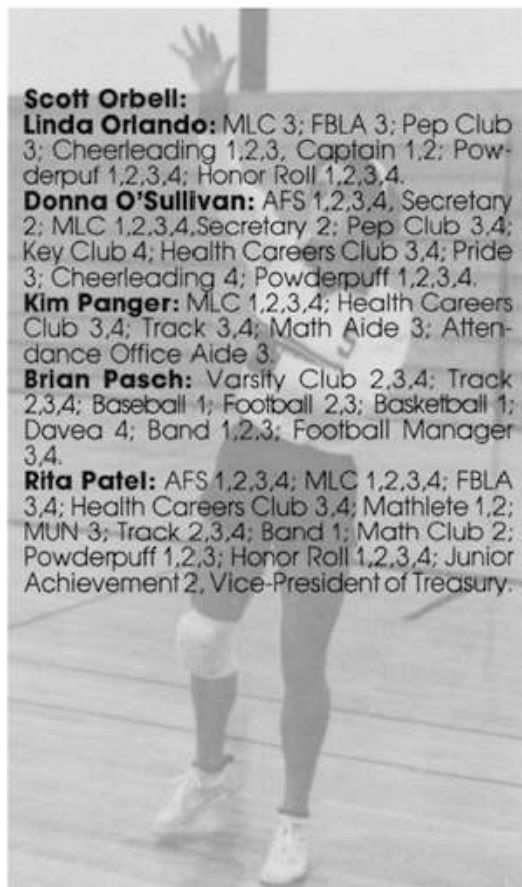 Scott Orbell:
Linda Orlando: MLC 3; FBLA 3; Pep Club
3; Cheerleading 1,2,3, Captain 1,2; Pow-
derpuf 1,2,3,4; Honor Roll 1,2,3,4.
Donna O'Sullivan: AFS 1,2,3,4, Secretary
2; MLC 1,2,3,4,Secretary 2; Pep Club 3,4;
Key Club 4; Health Careers Club 3,4; Pride
3; Cheerleading 4; Powderpuff 1,2,3,4.
Kim Panger: MLC 1,2,3,4; Health Careers
Club 3,4; Track 3,4; Math Aide 3; Atten-
dance Office Aide 3.
Brian Pasch: Varsity Club 2,3,4; Track
2,3,4; Baseball 1; Football 2,3; Basketball 1;
Davea 4; Band 1,2,3; Football Manager
3,4.
Rita Patel: AFS 1,2,3,4; MLC 1,2,3,4; FBLA
3,4; Health Careers Club 3,4; Mathlete 1,2;
MUN 3; Track 2,3,4; Band 1; Math Club 2;
Powderpuff 1,2,3; Honor Roll 1,2,3,4; Junior
Achievement 2, Vice-President of Treasury.